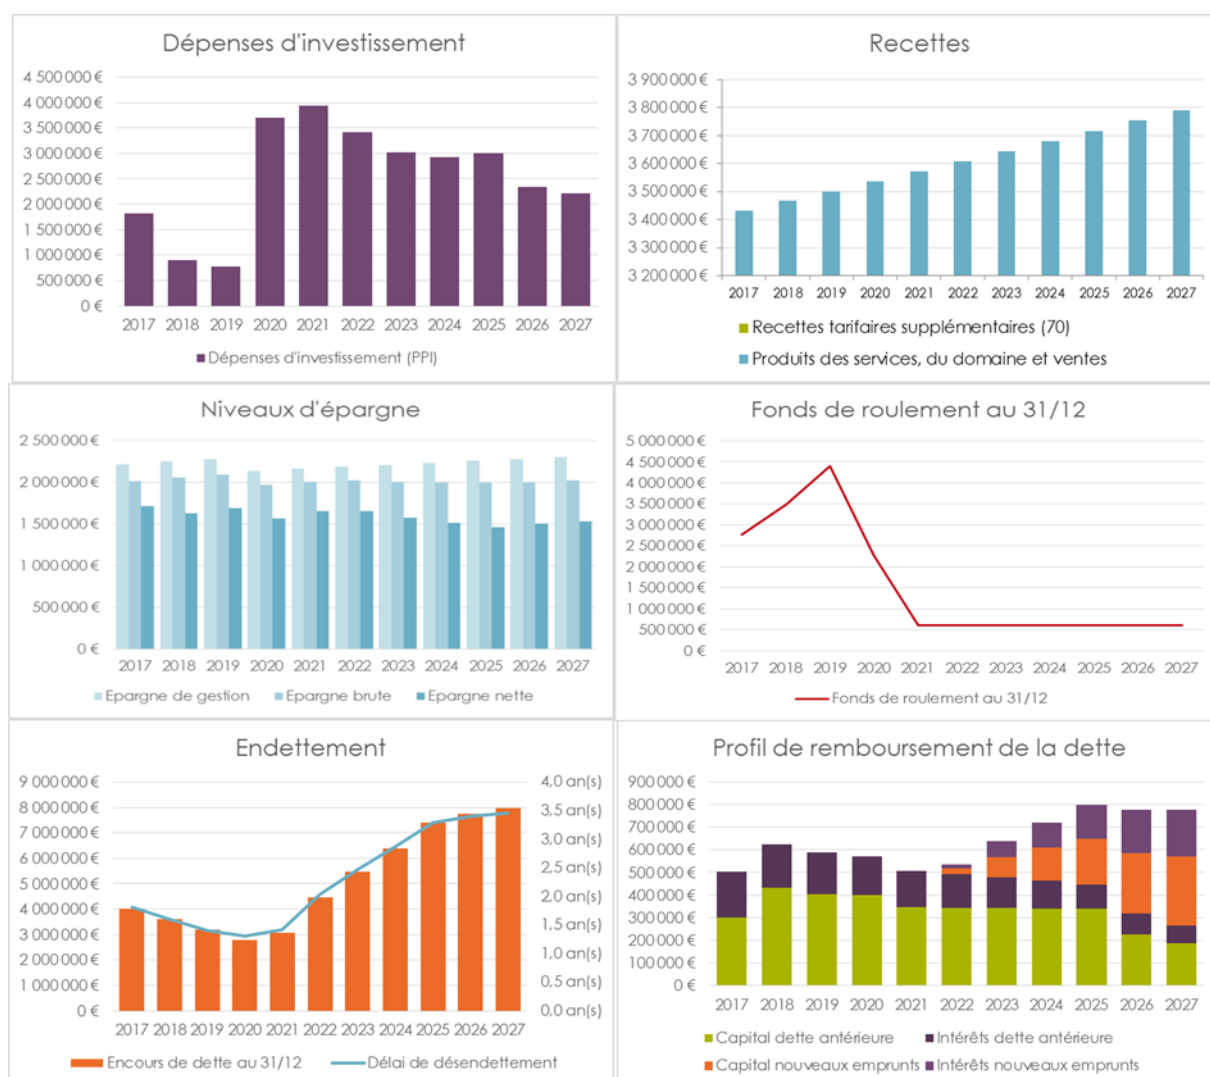 Dépenses d'investissement
4 500 000 €
4 000 000 €
3 500 000 €
3 000 000 €
2 500 000 €
2 000 000 €
1 500 000 €
1 000 000 €
500 000 €
0 €
2017 2018 2019 2020 2021 2022 2023 2024 2025 2026 2027
Dépenses d'investissement (PPI)
Recettes
3 900 000 €
3 800 000 €
3 700 000 €
3 600 000 €
3 500 000 €
3 400 000 €
3 300 000 €
3 200 000 €
2017 2018 2019 2020 2021 2022 2023 2024 2025 2026 2027
Recettes tarifaires supplémentaires (70)
Produits des services, du domaine et ventes
Niveaux d'épargne
2 500 000 €
2 000 000 €
1 500 000 €
1 000 000 €
500 000 €
0 €
2017 2018 2019 2020 2021 2022 2023 2024 2025 2026 2027
Epargne de gestion Epargne brute Epargne nette
Fonds de roulement au 31/12
5 000 000 €
4 500 000 €
4 000 000 €
3 500 000 €
3 000 000 €
2 500 000 €
2 000 000 €
1 500 000 €
1 000 000 €
500 000 €
0 €
2017 2018 2019 2020 2021 2022 2023 2024 2025 2026 2027
Fonds de roulement au 31/12
Endettement
9 000 000 €
8 000 000 €
7 000 000 €
6 000 000 €
5 000 000 €
4 000 000 €
3 000 000 €
2 000 000 €
1 000 000 €
0 €
4,0 an(s)
3,5 an(s)
3,0 an(s)
2,5 an(s)
2,0 an(s)
1,5 an(s)
1,0 an(s)
0,5 an(s)
0,0 an(s)
2017 2018 2019 2020 2021 2022 2023 2024 2025 2026 2027
Encours de dette au 31/12 Délai de désendettement
Profil de remboursement de la dette
900 000 €
800 000 €
700 000 €
600 000 €
500 000 €
400 000 €
300 000 €
200 000 €
100 000 €
0 €
2017 2018 2019 2020 2021 2022 2023 2024 2025 2026 2027
Capital dette antérieure Intérêts dette antérieure
Capital nouveaux emprunts Intérêts nouveaux emprunts